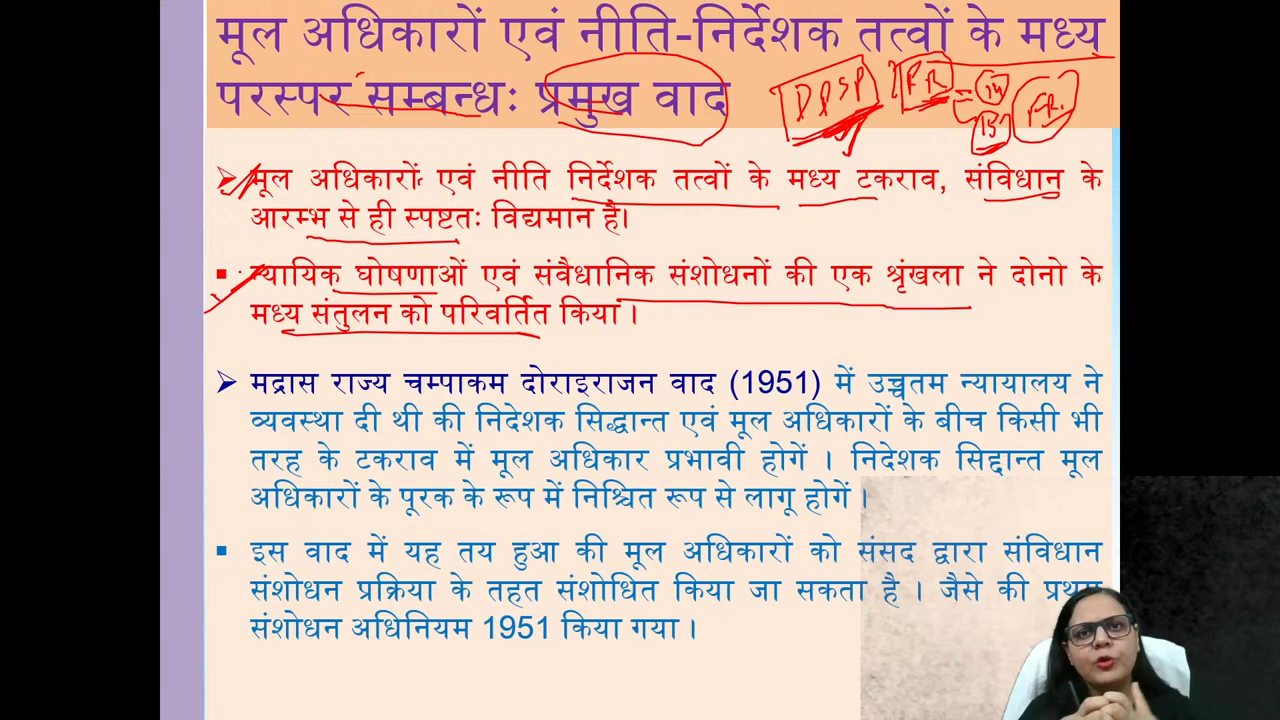 मूल अधिकारों एवं नीति-निर्देशक तत्वों के मध्य
परस्पर सम्बन्धः प्रमुख वाद
DPSP
FR
F.R.
➢ मूल अधिकारों एवं नीति निर्देशक तत्वों के मध्य टकराव, संविधान के
आरम्भ से ही स्पष्टतः विद्यमान है।
▪ न्यायिक घोषणाओं एवं संवैधानिक संशोधनों की एक श्रृंखला ने दोनो के
मध्य संतुलन को परिवर्तित किया ।
➢ मद्रास राज्य चम्पाकम दोराइराजन वाद (1951) में उच्चतम न्यायालय ने
व्यवस्था दी थी की निदेशक सिद्धान्त एवं मूल अधिकारों के बीच किसी भी
तरह के टकराव में मूल अधिकार प्रभावी होगें । निदेशक सिद्दान्त मूल
अधिकारों के पूरक के रूप में निश्चित रूप से लागू होगें ।
▪ इस वाद में यह तय हुआ की मूल अधिकारों को संसद द्वारा संविधान
संशोधन प्रक्रिया के तहत संशोधित किया जा सकता है । जैसे की प्रथम
संशोधन अधिनियम 1951 किया गया ।